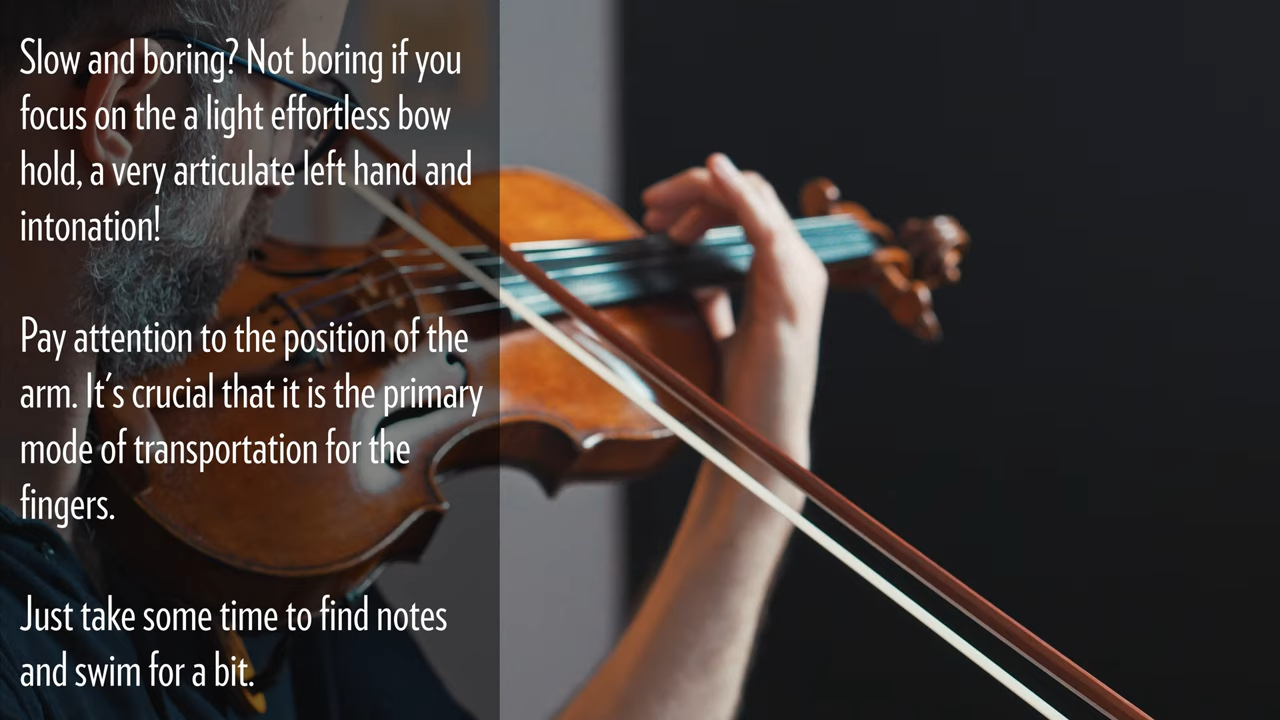 Slow and boring? Not boring if you
focus on the a light effortless bow
hold, a very articulate left hand and
intonation!
Pay attention to the position of the
arm. It's crucial that it is the primary
mode of transportation for the
fingers.
Just take some time to find notes
and swim for a bit.